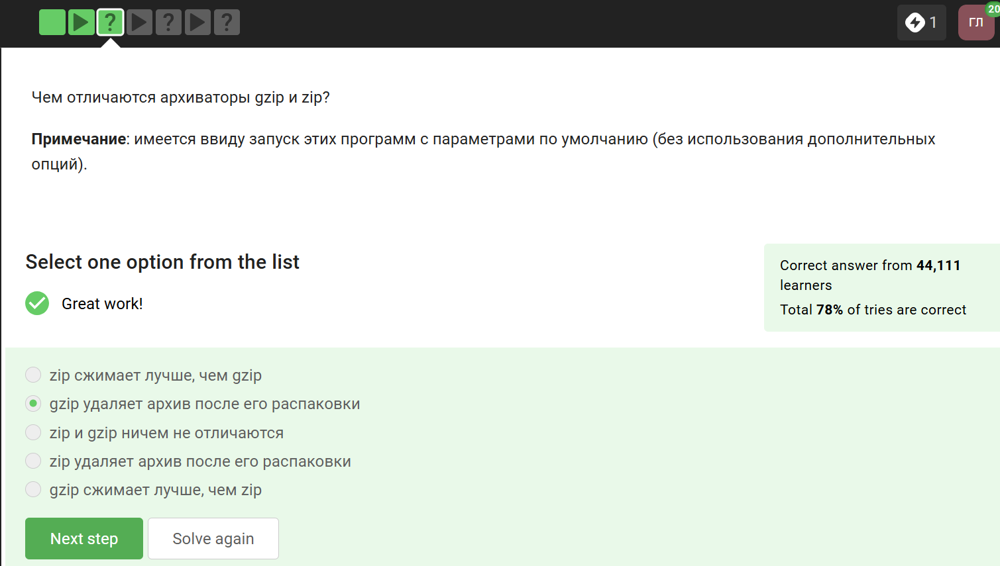 ?
?
?
1
ГЛ
20
Чем отличаются архиваторы gzip и zip?
Примечание: имеется ввиду запуск этих программ с параметрами по умолчанию (без использования дополнительных
опций).
Select one option from the list
Great work!
Correct answer from 44,111
learners
Total 78% of tries are correct
zip сжимает лучше, чем gzip
gzip удаляет архив после его распаковки
zip и gzip ничем не отличаются
zip удаляет архив после его распаковки
gzip сжимает лучше, чем zip
Next step
Solve again